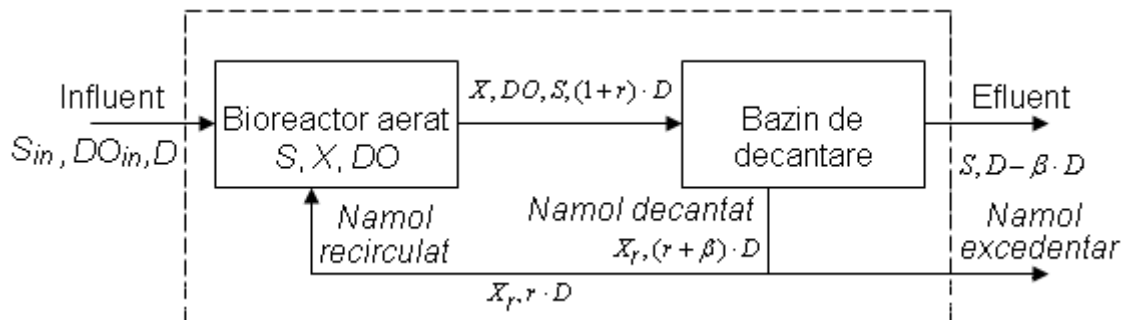 Influent
S_in, DO_in, D
Bioreactor aerat
S, X, DO
X, DO, S, (1+r)·D
Bazin de
decantare
Efluent
S, D−β·D
Namol
recirculat
Namol decantat
X_r, (r+β)·D
Namol
excedentar
X_r, r·D